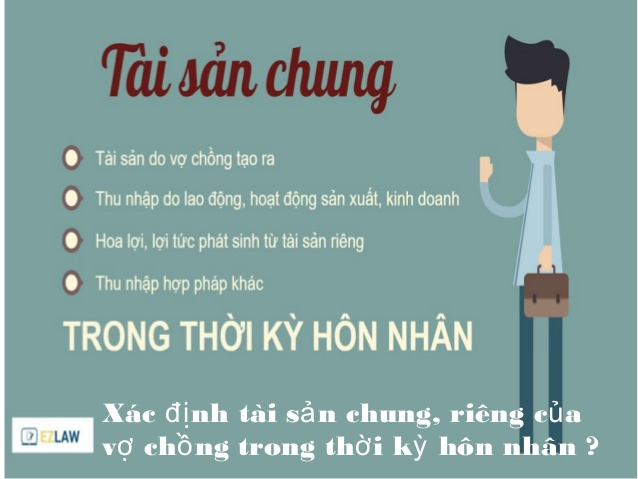 Tài sản chung
Tài sản do vợ chồng tạo ra
Thu nhập do lao động, hoạt động sản xuất, kinh doanh
Hoa lợi, lợi tức phát sinh từ tài sản riêng
Thu nhập hợp pháp khác
TRONG THỜI KỲ HÔN NHÂN
EZLAW
Xác định tài sản chung, riêng của
vợ chồng trong thời kỳ hôn nhân ?